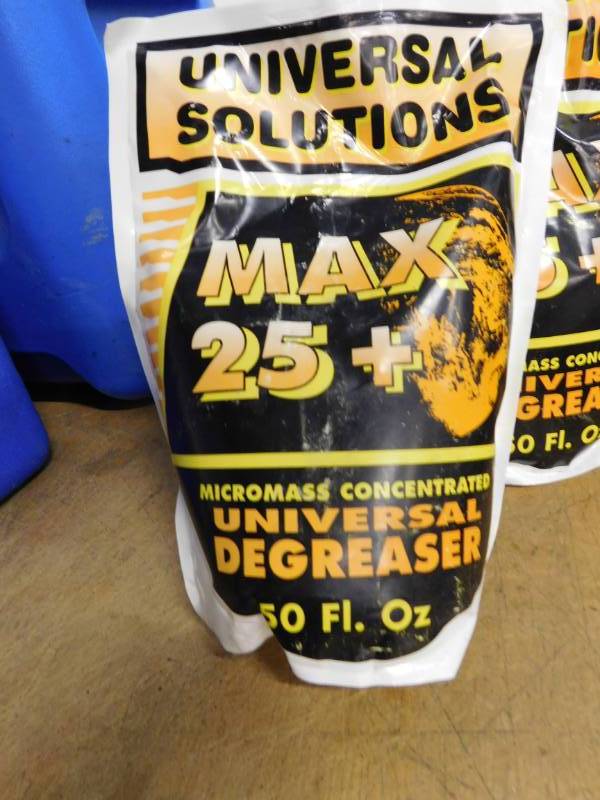 UNIVERSAL
SOLUTIONS
MAX
25+
MICROMASS CONCENTRATED
UNIVERSAL
DEGREASER
50 Fl. Oz